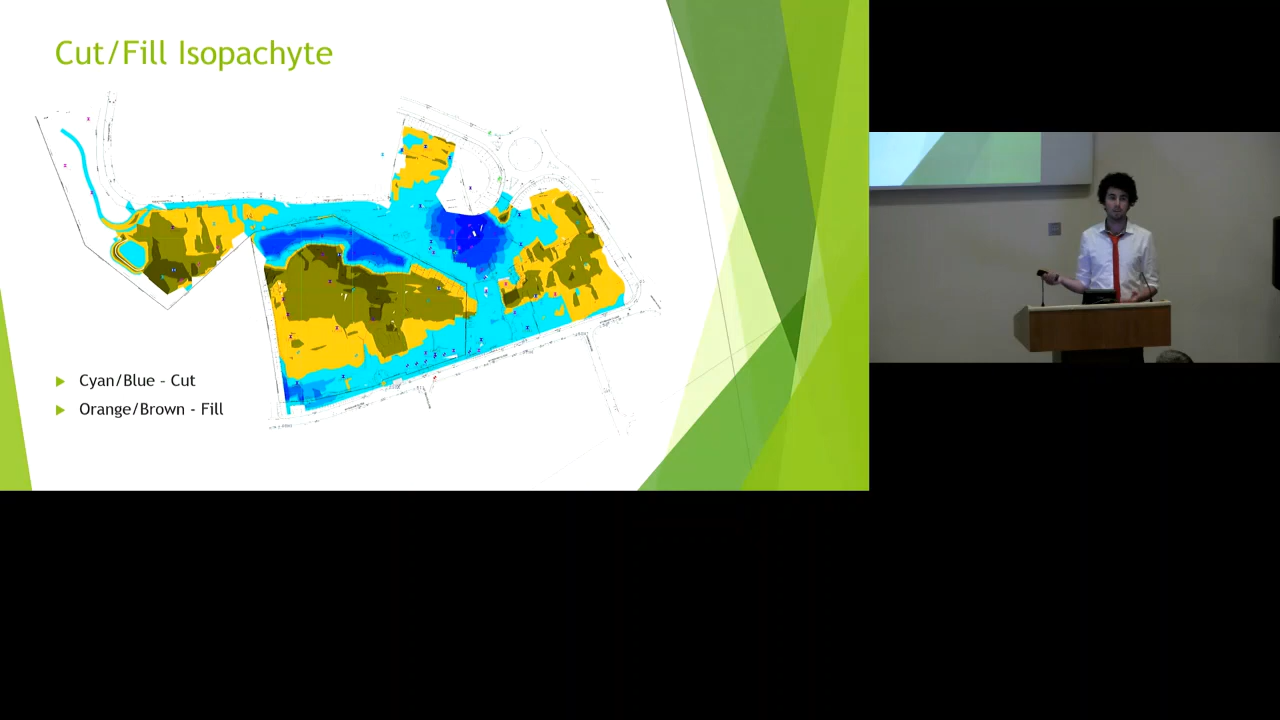 Cut/Fill Isopachyte
Cyan/Blue - Cut
Orange/Brown - Fill